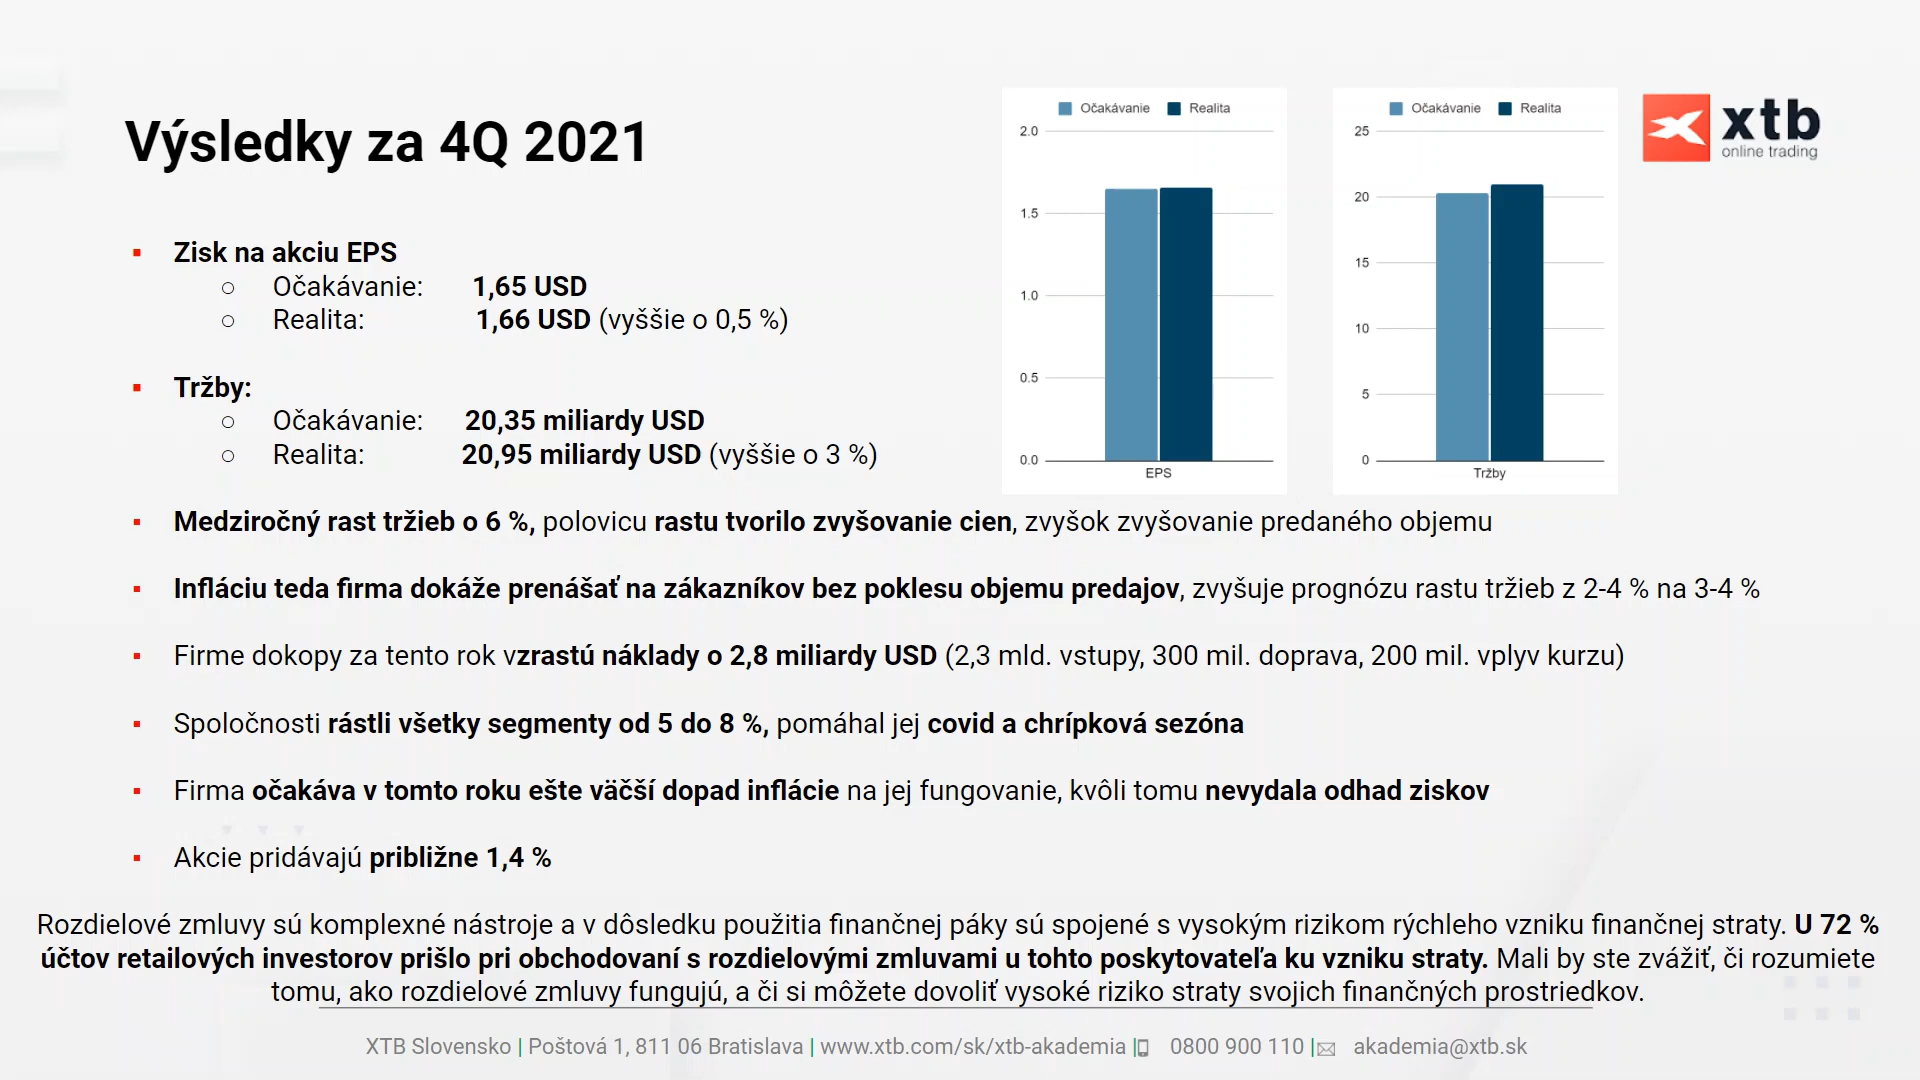 Výsledky za 4Q 2021
Očakávanie Realita
2.0
1.5
1.0
0.5
0.0
EPS
Očakávanie Realita
25
20
15
10
5
0
Tržby
xtb
online trading
▪ Zisk na akciu EPS
○ Očakávanie: 1,65 USD
○ Realita: 1,66 USD (vyššie o 0,5 %)
▪ Tržby:
○ Očakávanie: 20,35 miliardy USD
○ Realita: 20,95 miliardy USD (vyššie o 3 %)
▪ Medziročný rast tržieb o 6 %, polovicu rastu tvorilo zvyšovanie cien, zvyšok zvyšovanie predaného objemu
▪ Infláciu teda firma dokáže prenášať na zákazníkov bez poklesu objemu predajov, zvyšuje prognózu rastu tržieb z 2-4 % na 3-4 %
▪ Firme dokopy za tento rok vzrastú náklady o 2,8 miliardy USD (2,3 mld. vstupy, 300 mil. doprava, 200 mil. vplyv kurzu)
▪ Spoločnosti rástli všetky segmenty od 5 do 8 %, pomáhal jej covid a chrípková sezóna
▪ Firma očakáva v tomto roku ešte väčší dopad inflácie na jej fungovanie, kvôli tomu nevydala odhad ziskov
▪ Akcie pridávajú približne 1,4 %
Rozdielové zmluvy sú komplexné nástroje a v dôsledku použitia finančnej páky sú spojené s vysokým rizikom rýchleho vzniku finančnej straty. U 72 %
účtov retailových investorov prišlo pri obchodovaní s rozdielovými zmluvami u tohto poskytovateľa ku vzniku straty. Mali by ste zvážiť, či rozumiete
tomu, ako rozdielové zmluvy fungujú, a či si môžete dovoliť vysoké riziko straty svojich finančných prostriedkov.
XTB Slovensko | Poštová 1, 811 06 Bratislava | www.xtb.com/sk/xtb-akademia | 0800 900 110 | akademia@xtb.sk